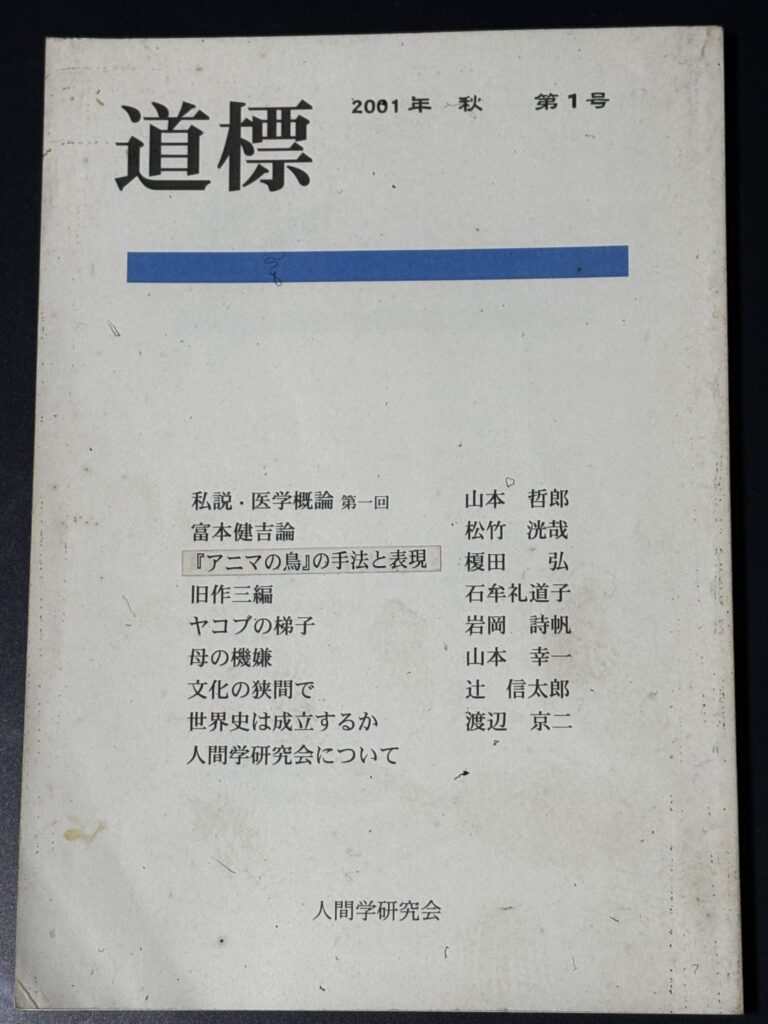 道標 2001年 秋 第1号
私説・医学概論 第一回 山本 哲郎
富本健吉論 松竹 洸哉
『アニマの鳥』の手法と表現 榎田 弘
旧作三編 石牟礼道子
ヤコブの梯子 岩岡 詩帆
母の機嫌 山本 幸一
文化の狭間で 辻 信太郎
世界史は成立するか 渡辺 京二
人間学研究会について
人間学研究会